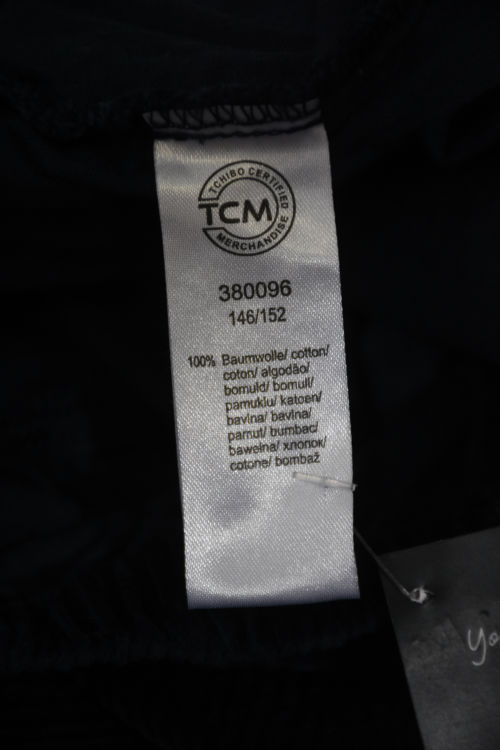 TCHIBO CERTIFIED
TCM
MERCHANDISE
380096
146/152
100% Baumwolle/ cotton/
coton/ algodão/
bomuld/ bomull/
pamuklu/ katoen/
bavlna/ bavlna/
pamut/ bumbac/
bawełna/ хлопок/
cotone/ bombaž